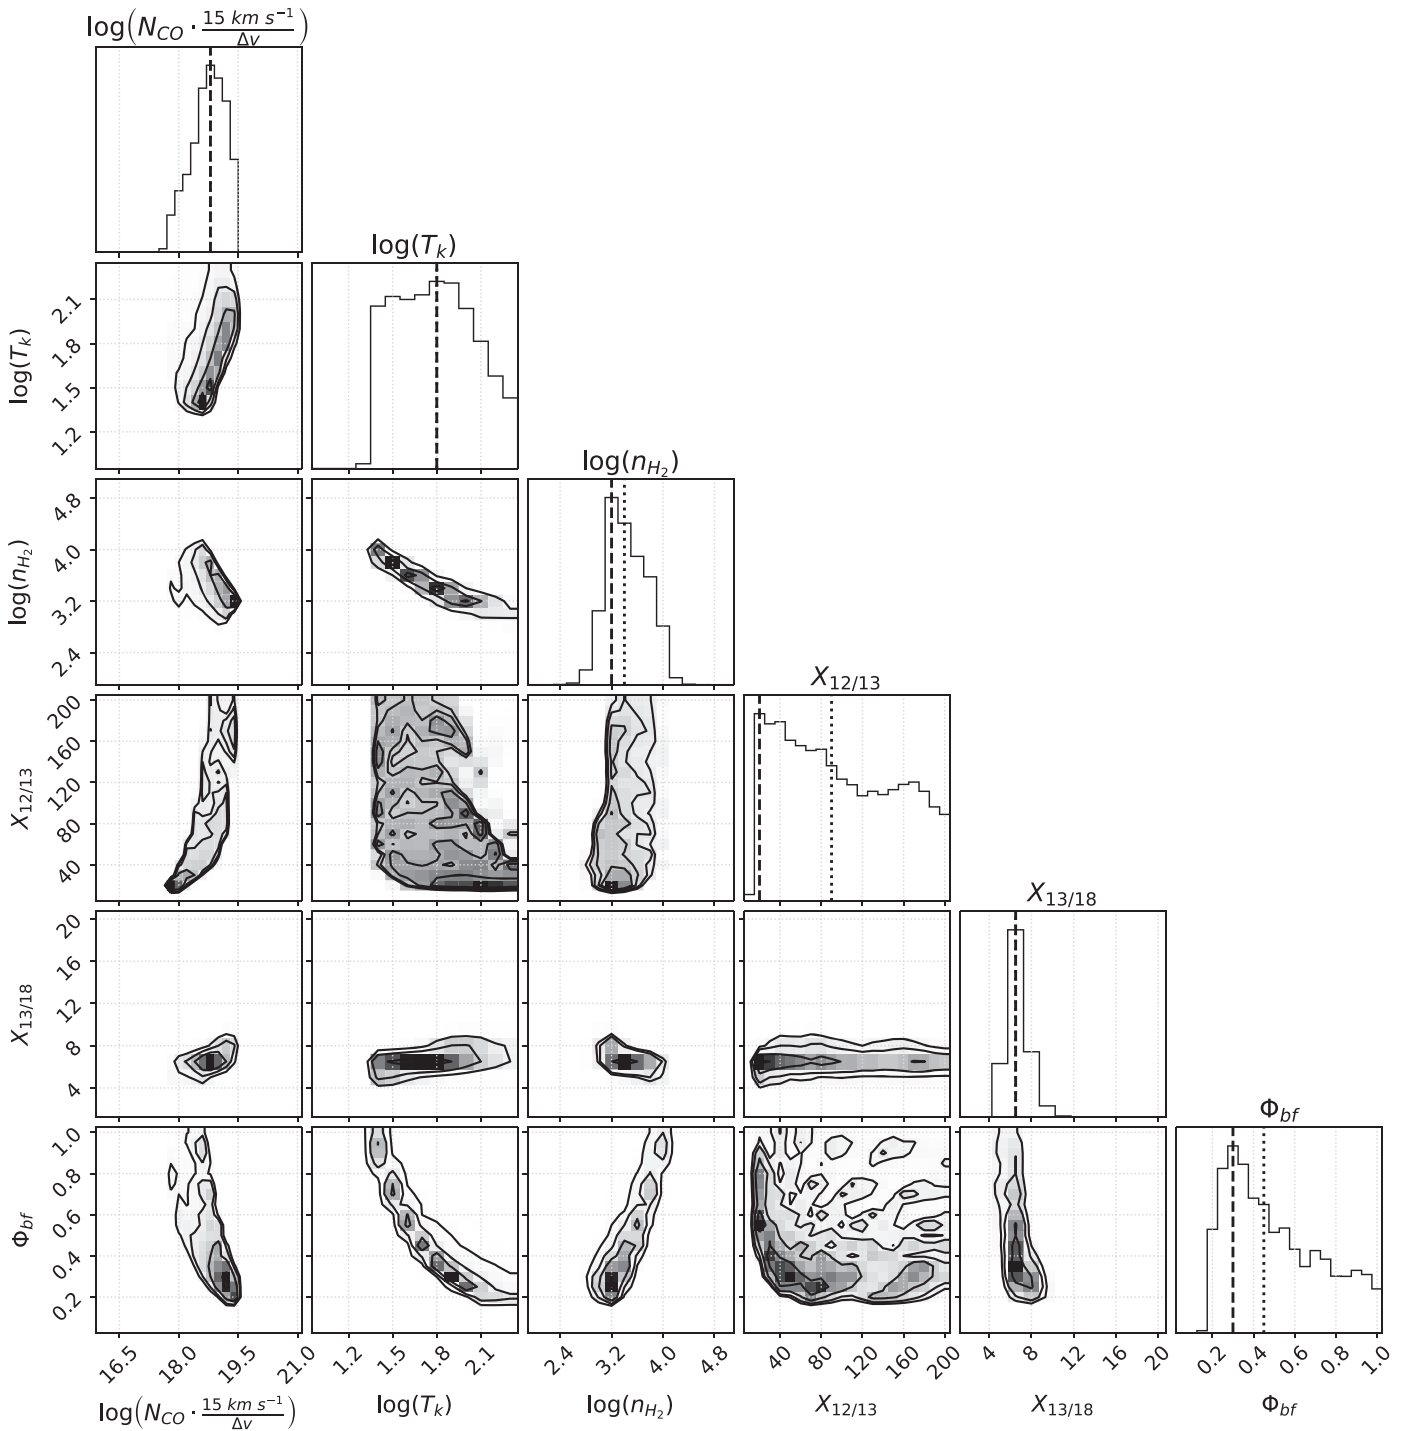 log(N_CO · 15 km s⁻¹/Δv)
log(T_k)
2.1
1.8
1.5
1.2
log(T_k)
log(n_H₂)
4.8
4.0
3.2
2.4
log(n_H₂)
X_12/13
200
160
120
80
40
X_12/13
X_13/18
20
16
12
8
4
X_13/18
Φ_bf
1.0
0.8
0.6
0.4
0.2
Φ_bf
16.5 18.0 19.5 21.0 1.2 1.5 1.8 2.1 2.4 3.2 4.0 4.8 40 80 120 160 200 4 8 12 16 20 0.2 0.4 0.6 0.8 1.0
log(N_CO · 15 km s⁻¹/Δv) log(T_k) log(n_H₂) X_12/13 X_13/18 Φ_bf